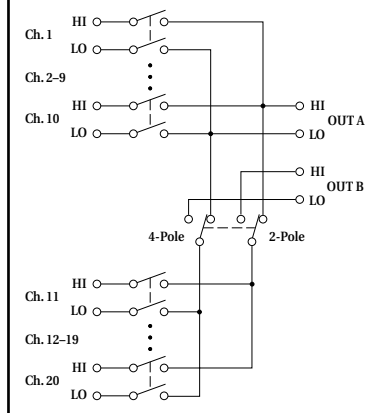 HI
Ch. 1
LO
Ch. 2–9
HI
Ch. 10
LO
HI
OUT A
LO
HI
OUT B
LO
4-Pole
2-Pole
HI
Ch. 11
LO
Ch. 12–19
HI
Ch. 20
LO